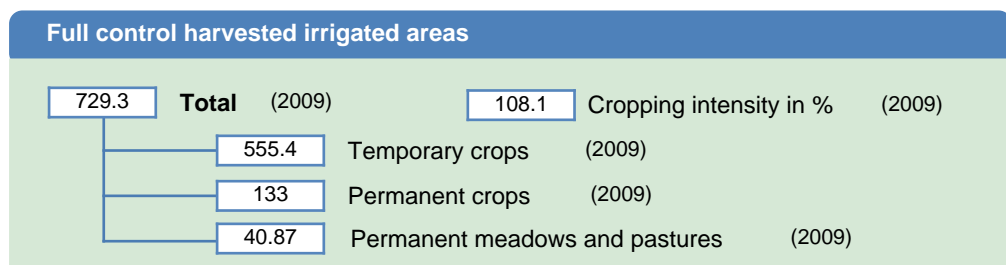 Full control harvested irrigated areas
729.3 Total (2009) 108.1 Cropping intensity in % (2009)
555.4 Temporary crops (2009)
133 Permanent crops (2009)
40.87 Permanent meadows and pastures (2009)